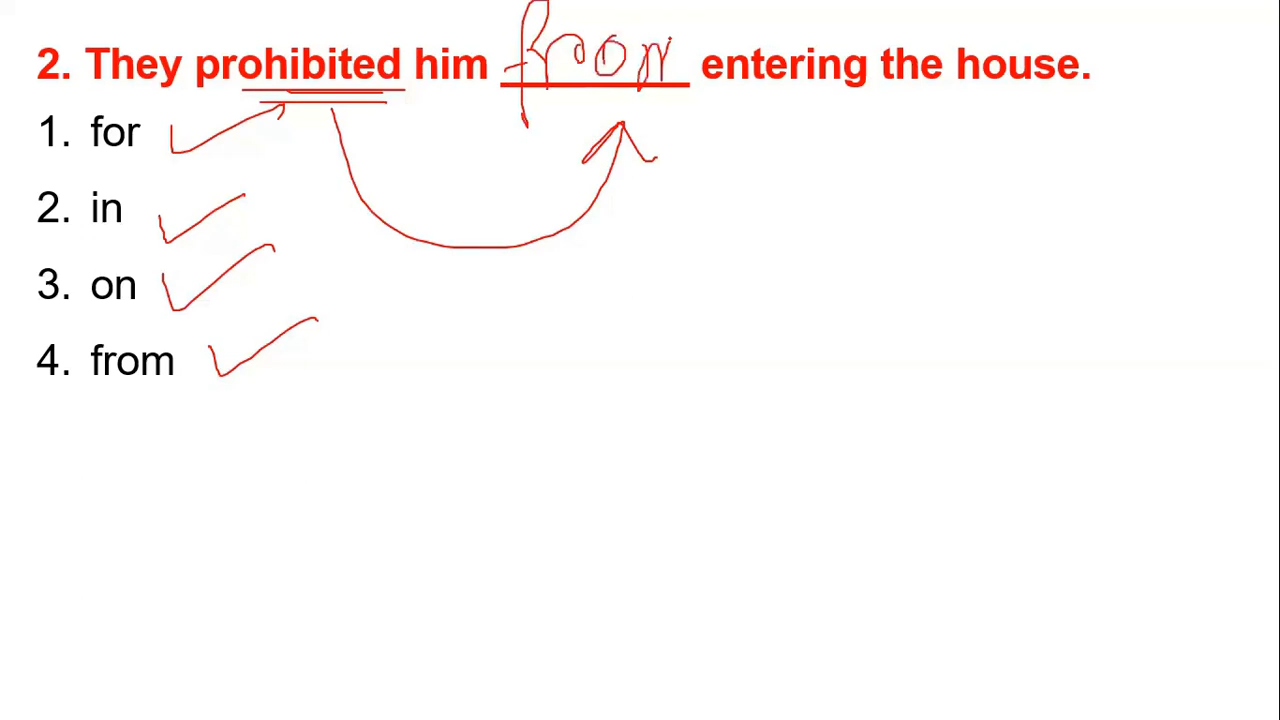 2. They prohibited him from entering the house.
1. for
2. in
3. on
4. from